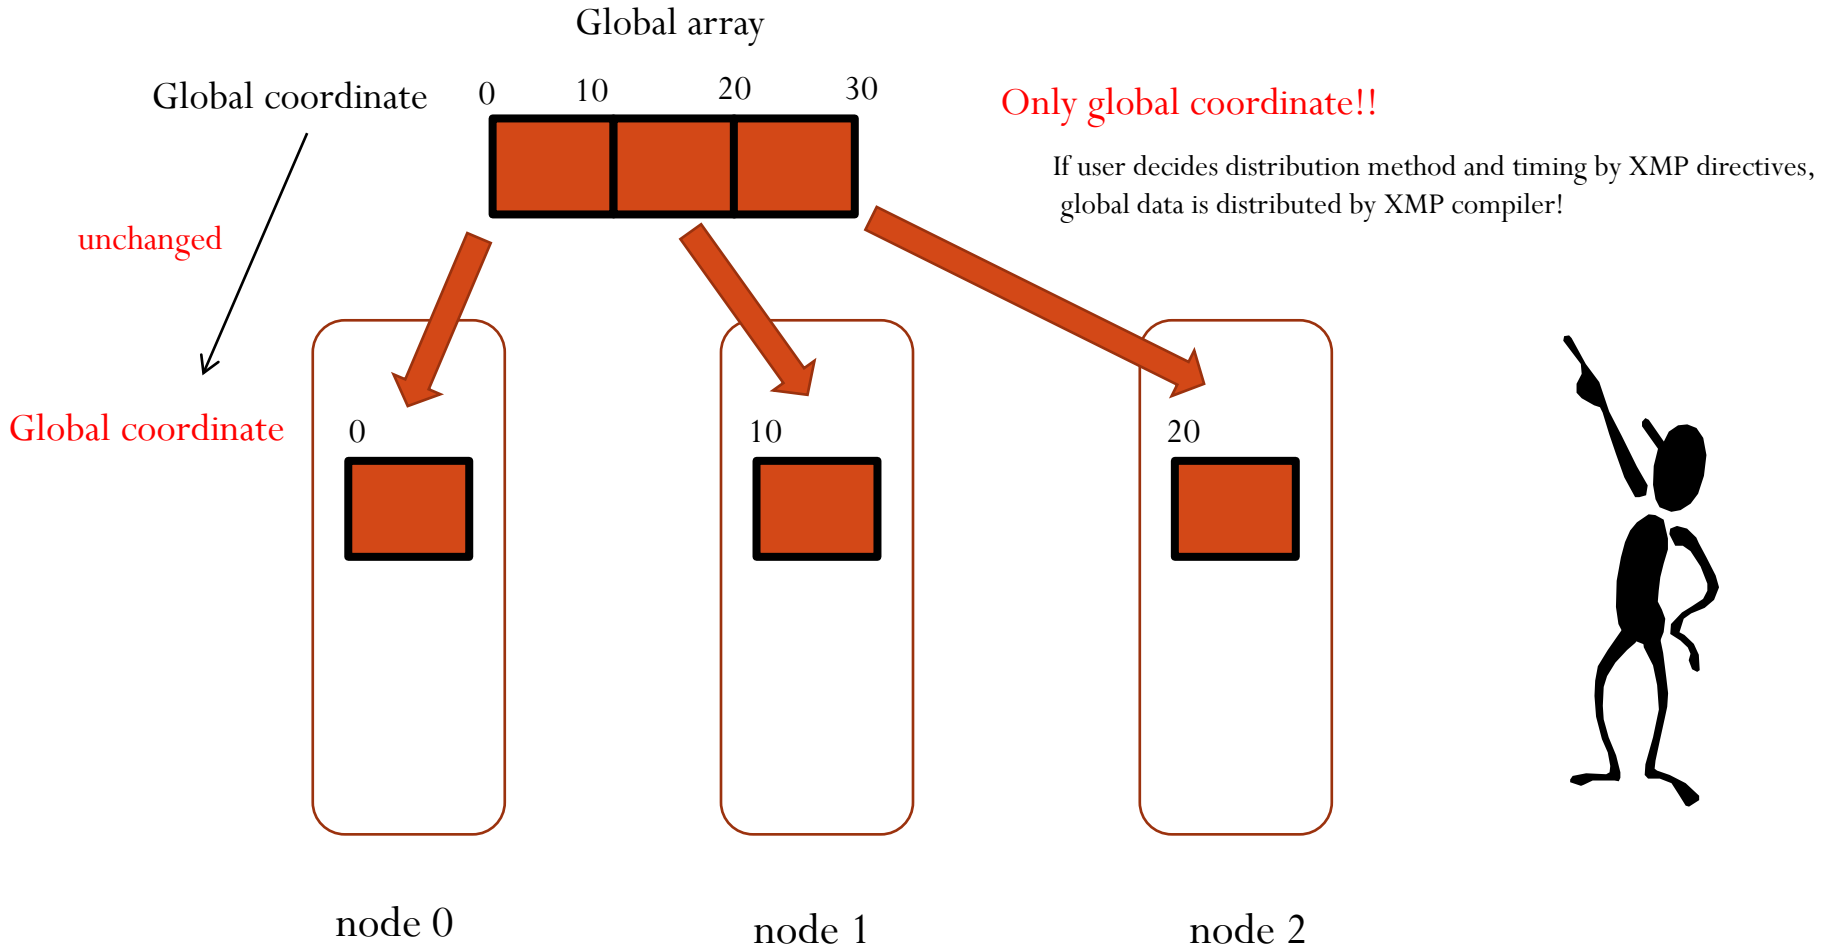 Global array
Global coordinate
0 10 20 30
Only global coordinate!!
If user decides distribution method and timing by XMP directives,
global data is distributed by XMP compiler!
unchanged
Global coordinate
0
10
20
node 0
node 1
node 2